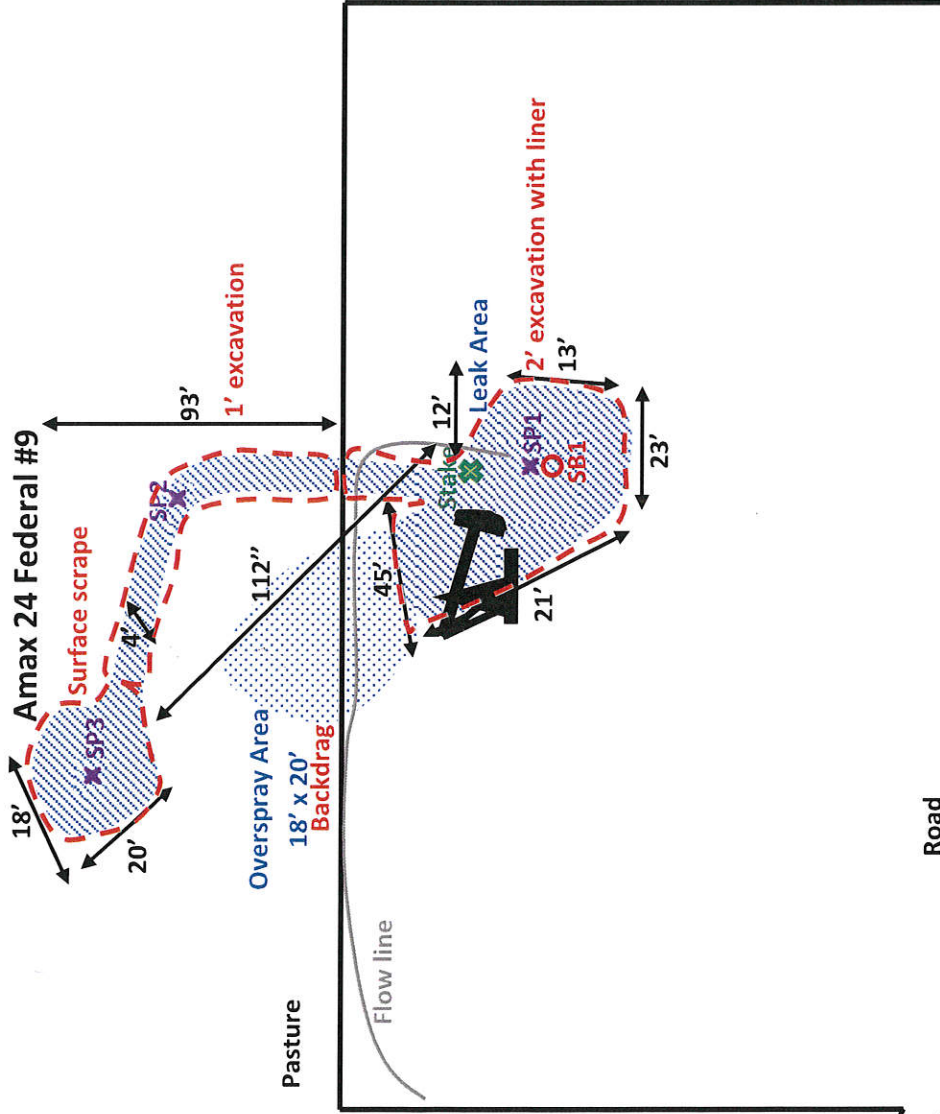 Amax 24 Federal #9
18'
Surface scrape
SP3
20'
4'
SP2
93'
1' excavation
112”
Overspray Area
18' x 20'
Backdrag
Pasture
Flow line
45'
Stake
12'
Leak Area
2' excavation with liner
13'
SP1
SB1
23'
21'
Road